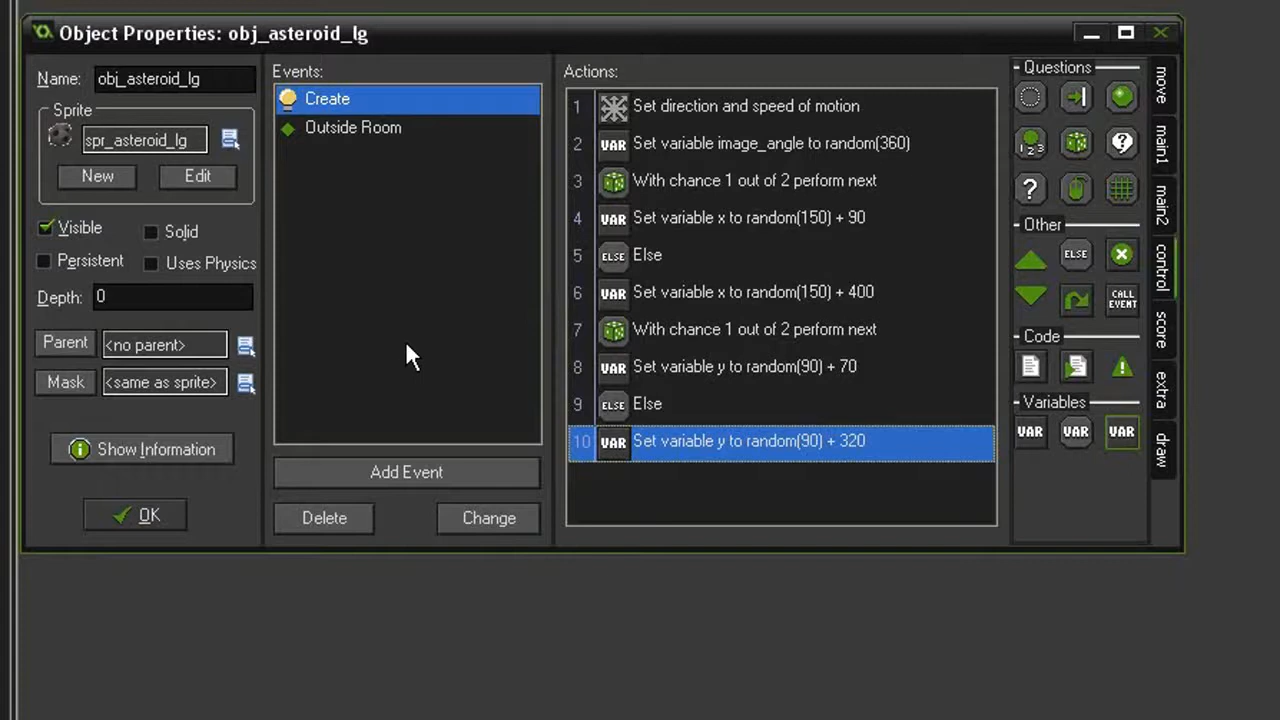 Object Properties: obj_asteroid_lg
Name: obj_asteroid_lg
Sprite
spr_asteroid_lg
New Edit
Visible Solid
Persistent Uses Physics
Depth: 0
Parent <no parent>
Mask <same as sprite>
Show Information
OK
Events:
Create
Outside Room
Add Event
Delete Change
Actions:
1 Set direction and speed of motion
2 VAR Set variable image_angle to random(360)
3 With chance 1 out of 2 perform next
4 VAR Set variable x to random(150) + 90
5 ELSE Else
6 VAR Set variable x to random(150) + 400
7 With chance 1 out of 2 perform next
8 VAR Set variable y to random(90) + 70
9 ELSE Else
10 VAR Set variable y to random(90) + 320
Questions
1 2 3 ?
?
Other
ELSE
CALL EVENT
Code
Variables
VAR VAR VAR
move
main1
main2
control
score
extra
draw